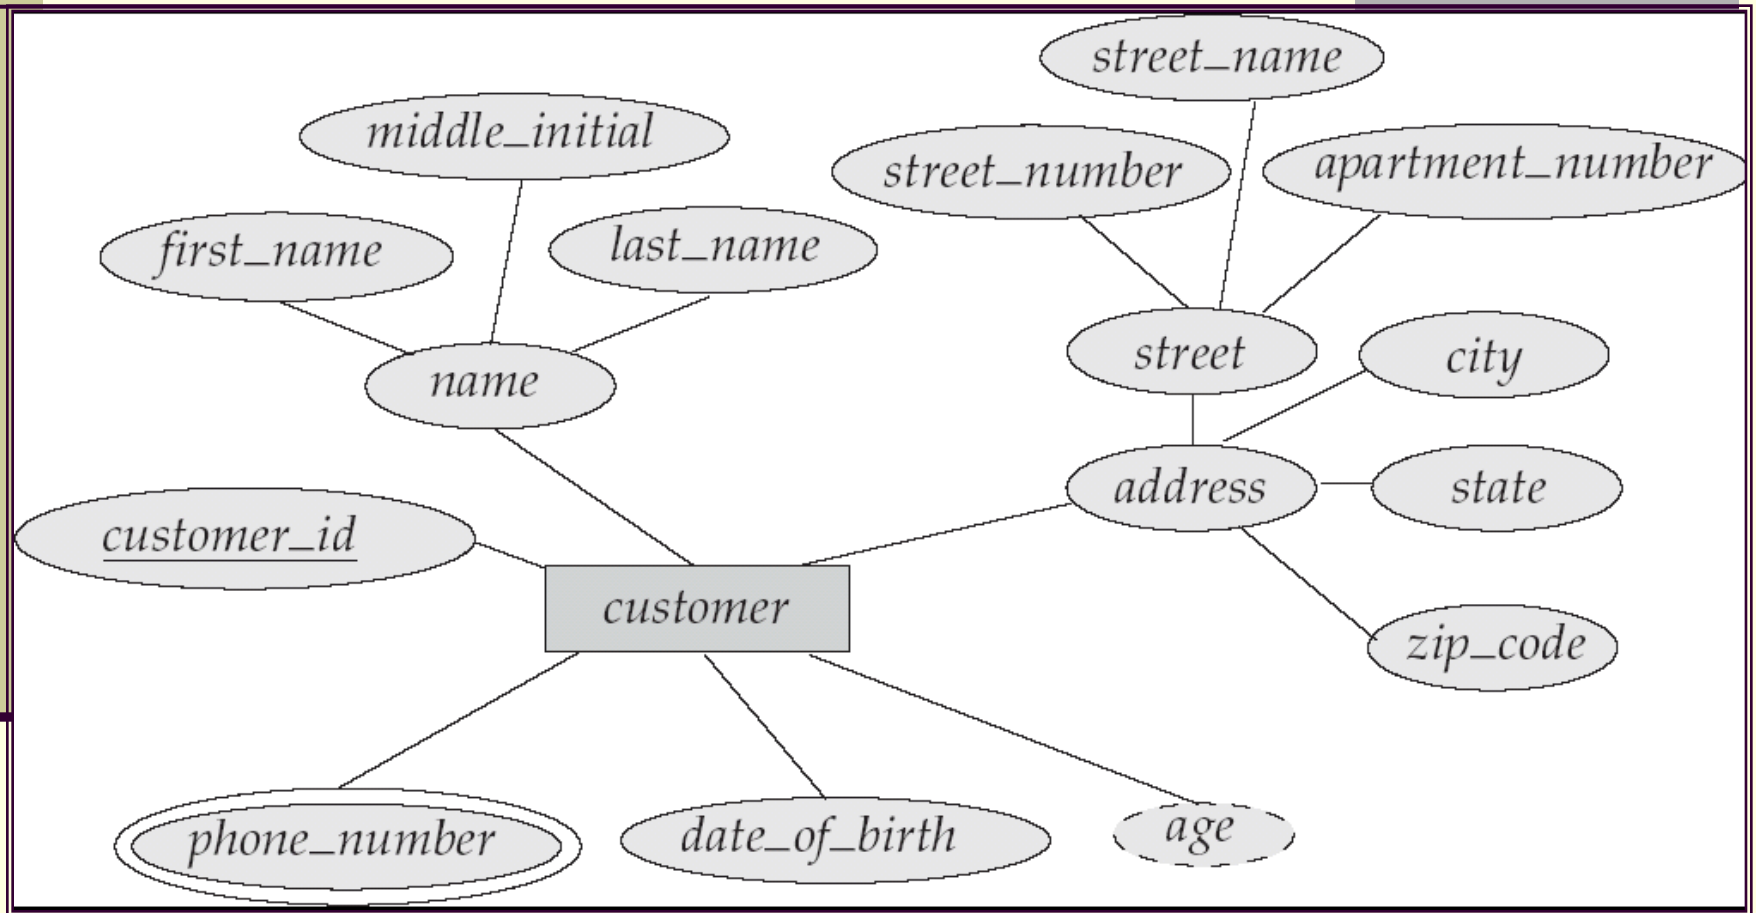 street_name
middle_initial
street_number
apartment_number
first_name
last_name
street
city
name
address
state
customer_id
customer
zip_code
phone_number
date_of_birth
age